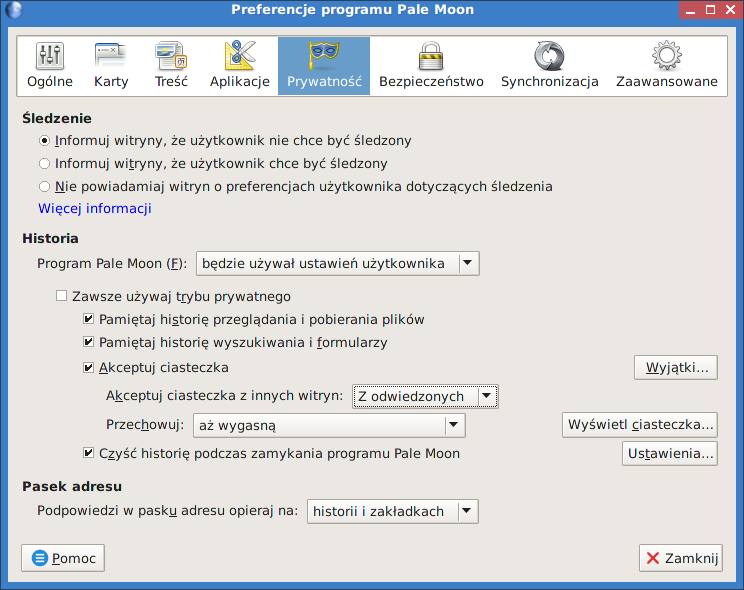 Preferencje programu Pale Moon
Ogólne Karty Treść Aplikacje Prywatność Bezpieczeństwo Synchronizacja Zaawansowane
Śledzenie
Informuj witryny, że użytkownik nie chce być śledzony
Informuj witryny, że użytkownik chce być śledzony
Nie powiadamiaj witryn o preferencjach użytkownika dotyczących śledzenia
Więcej informacji
Historia
Program Pale Moon (F): będzie używał ustawień użytkownika
Zawsze używaj trybu prywatnego
Pamiętaj historię przeglądania i pobierania plików
Pamiętaj historię wyszukiwania i formularzy
Akceptuj ciasteczka Wyjątki...
Akceptuj ciasteczka z innych witryn: Z odwiedzonych
Przechowuj: aż wygasną Wyświetl ciasteczka...
Czyść historię podczas zamykania programu Pale Moon Ustawienia...
Pasek adresu
Podpowiedzi w pasku adresu opieraj na: historii i zakładkach
Pomoc Zamknij